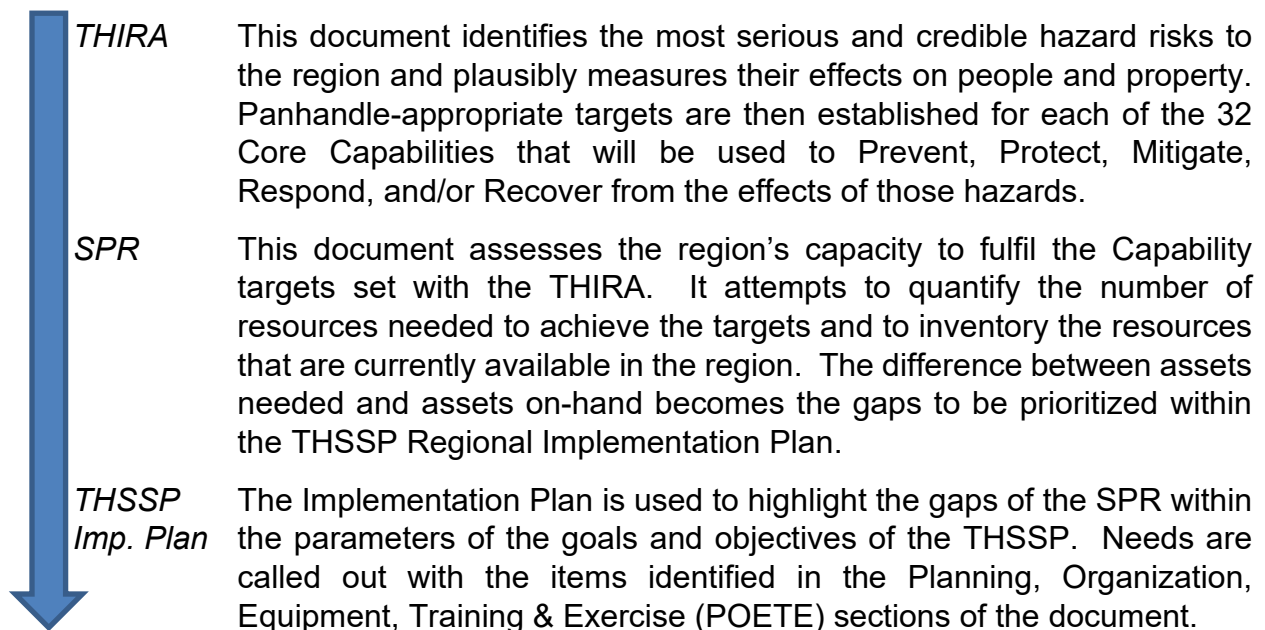 THIRA This document identifies the most serious and credible hazard risks to
the region and plausibly measures their effects on people and property.
Panhandle-appropriate targets are then established for each of the 32
Core Capabilities that will be used to Prevent, Protect, Mitigate,
Respond, and/or Recover from the effects of those hazards.
SPR This document assesses the region's capacity to fulfil the Capability
targets set with the THIRA. It attempts to quantify the number of
resources needed to achieve the targets and to inventory the resources
that are currently available in the region. The difference between assets
needed and assets on-hand becomes the gaps to be prioritized within
the THSSP Regional Implementation Plan.
THSSP The Implementation Plan is used to highlight the gaps of the SPR within
Imp. Plan the parameters of the goals and objectives of the THSSP. Needs are
called out with the items identified in the Planning, Organization,
Equipment, Training & Exercise (POETE) sections of the document.